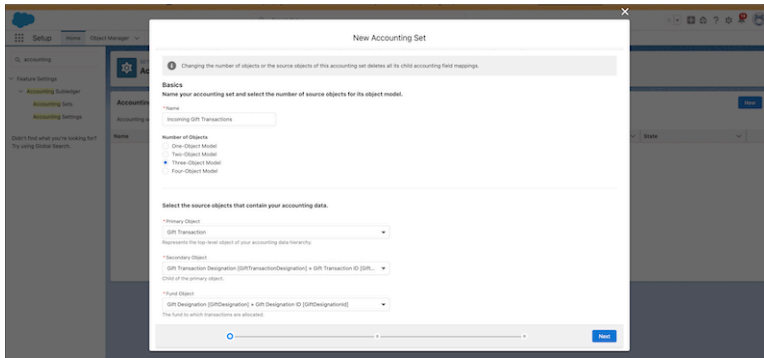 Setup
Home
Object Manager
accounting
Feature Settings
Accounting Subledger
Accounting Sets
Accounting Settings
Didn't find what you're looking for?
Try using Global Search.
New
Name
State
New Accounting Set
Changing the number of objects or the source objects of this accounting set deletes all its child accounting field mappings.
Basics
Name your accounting set and select the number of source objects for its object model.
*Name
Incoming Gift Transactions
Number of Objects
One-Object Model
Two-Object Model
Three-Object Model
Four-Object Model
Select the source objects that contain your accounting data.
*Primary Object
Gift Transaction
Represents the top-level object of your accounting data hierarchy.
*Secondary Object
Gift Transaction Designation [GiftTransactionDesignation] + Gift Transaction ID [Gift...
Child of the primary object.
*Fund Object
Gift Designation [GiftDesignation] + Gift Designation ID [GiftDesignationId]
The fund to which transactions are allocated.
Next